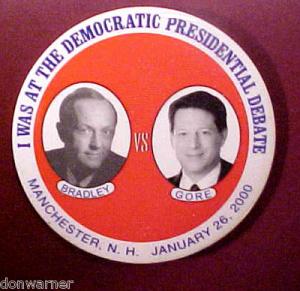 I WAS AT THE DEMOCRATIC PRESIDENTIAL DEBATE
VS
BRADLEY
GORE
MANCHESTER, N. H. JANUARY 26, 2000
donwarner